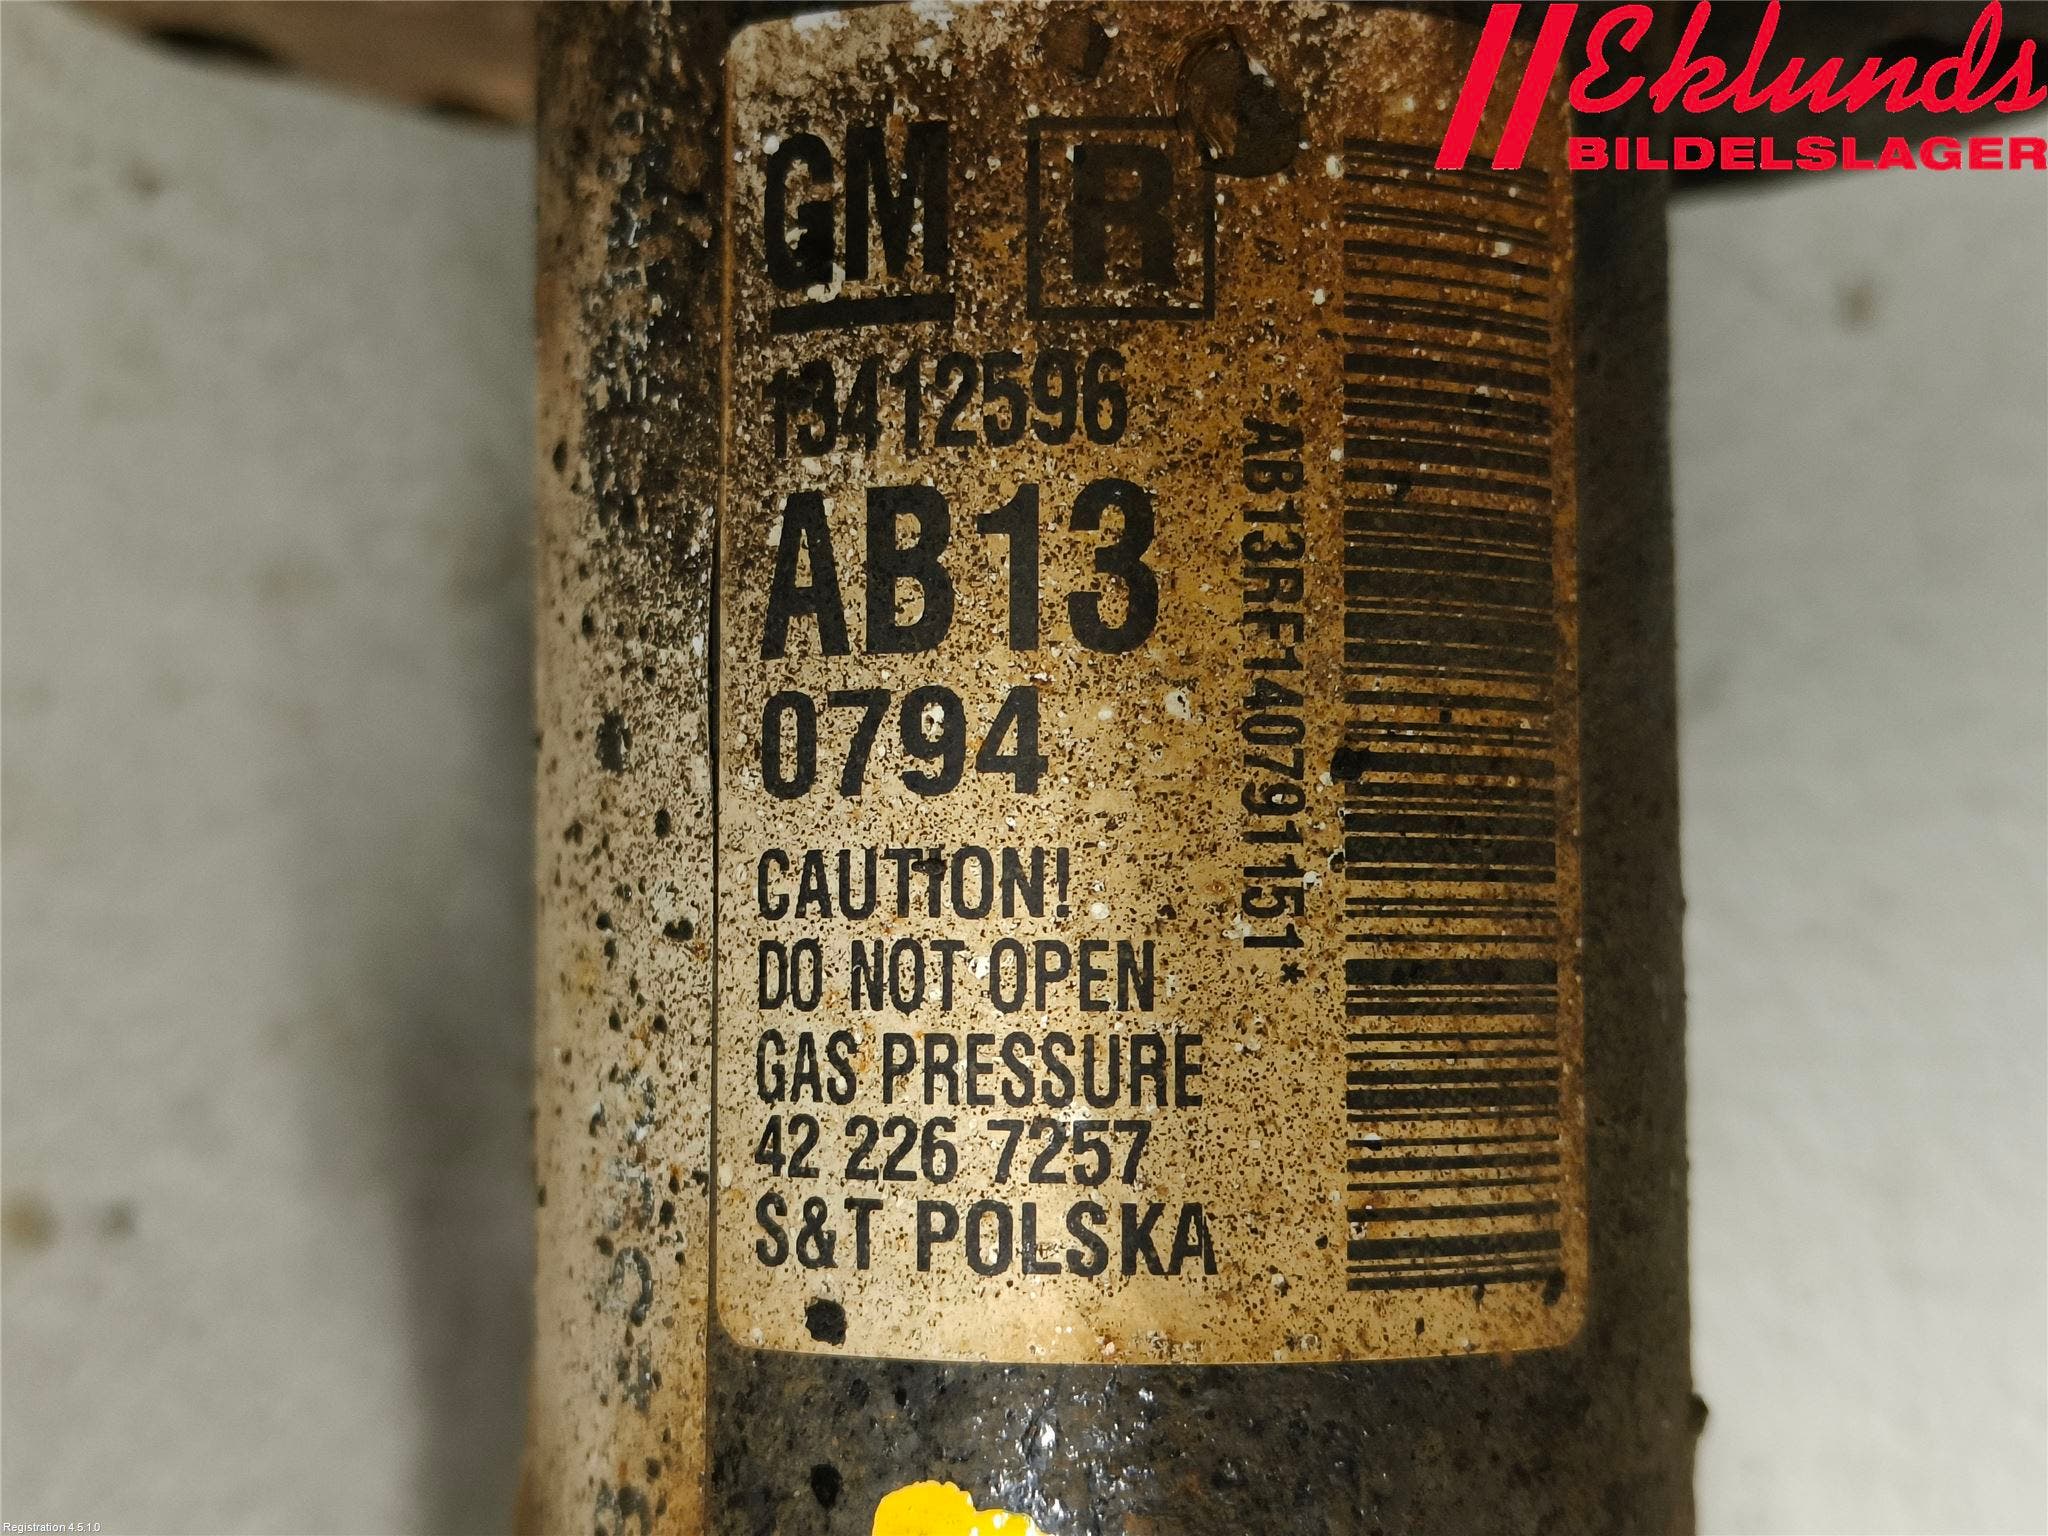 Eklunds
BILDELSLAGER
GM R
13412596
AB13
0794
CAUTION!
DO NOT OPEN
GAS PRESSURE
42 226 7257
S&T POLSKA
*AB13RF140791151*
Registration 4.5.1.0